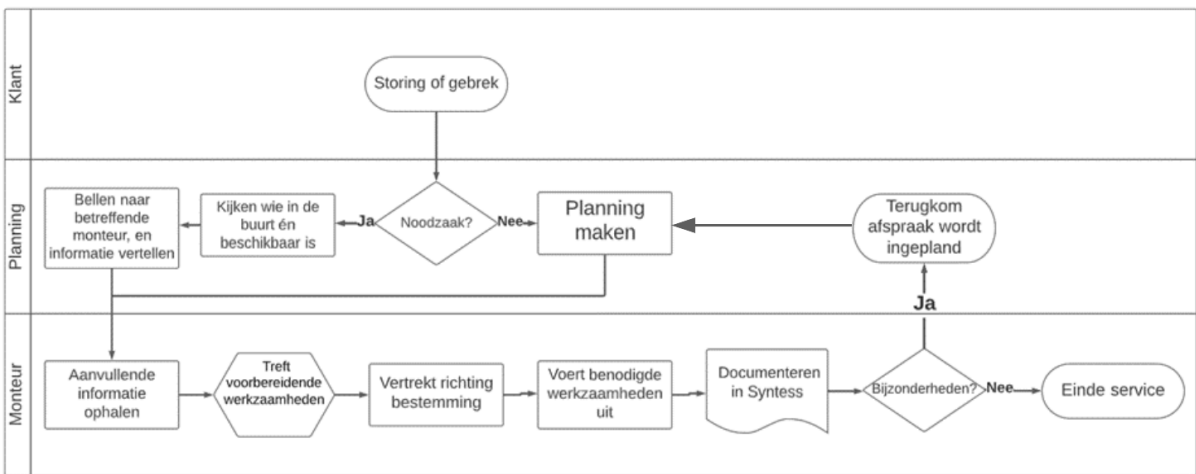 Klant
Storing of gebrek
Planning
Bellen naar
betreffende
monteur, en
informatie vertellen
Kijken wie in de
buurt én
beschikbaar is
Ja
Noodzaak?
Nee
Planning
maken
Terugkom
afspraak wordt
ingepland
Ja
Monteur
Aanvullende
informatie
ophalen
Treft
voorbereidende
werkzaamheden
Vertrekt richting
bestemming
Voert benodigde
werkzaamheden
uit
Documenteren
in Syntess
Bijzonderheden?
Nee
Einde service